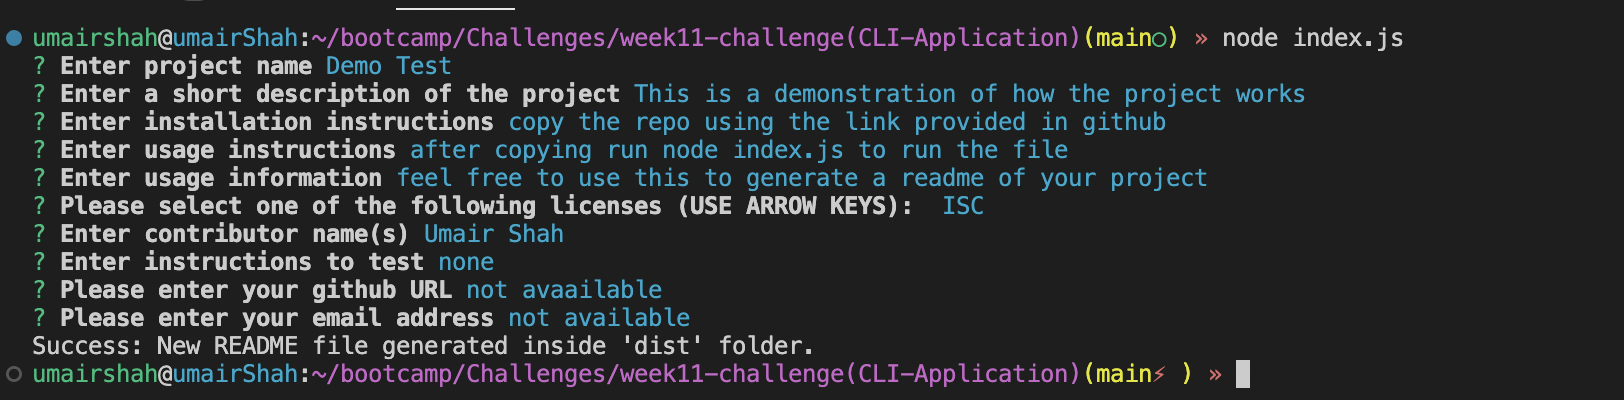 umairshah@umairShah:~/bootcamp/Challenges/week11-challenge(CLI-Application)(main○) » node index.js
? Enter project name Demo Test
? Enter a short description of the project This is a demonstration of how the project works
? Enter installation instructions copy the repo using the link provided in github
? Enter usage instructions after copying run node index.js to run the file
? Enter usage information feel free to use this to generate a readme of your project
? Please select one of the following licenses (USE ARROW KEYS):  ISC
? Enter contributor name(s) Umair Shah
? Enter instructions to test none
? Please enter your github URL not avaailable
? Please enter your email address not available
Success: New README file generated inside 'dist' folder.
umairshah@umairShah:~/bootcamp/Challenges/week11-challenge(CLI-Application)(main⚡ ) »